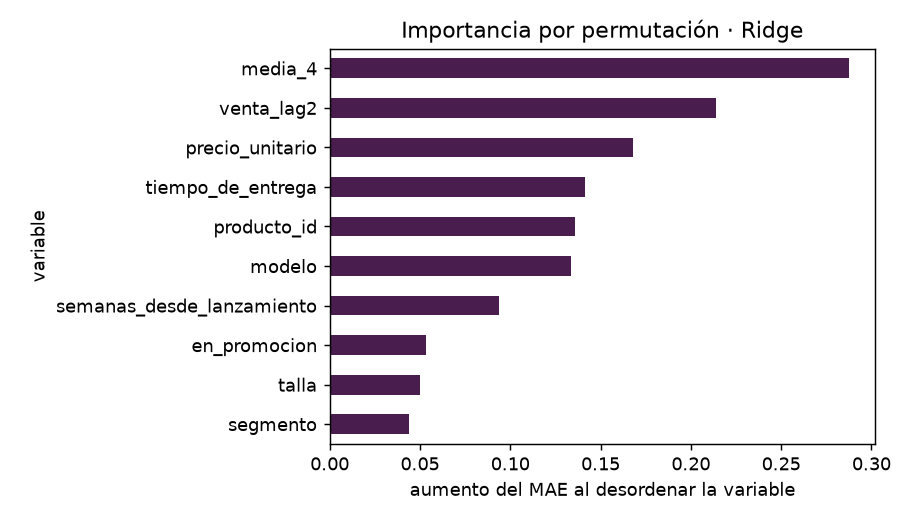 Importancia por permutación · Ridge
media_4
venta_lag2
precio_unitario
tiempo_de_entrega
producto_id
modelo
semanas_desde_lanzamiento
en_promocion
talla
segmento
variable
0.00 0.05 0.10 0.15 0.20 0.25 0.30
aumento del MAE al desordenar la variable